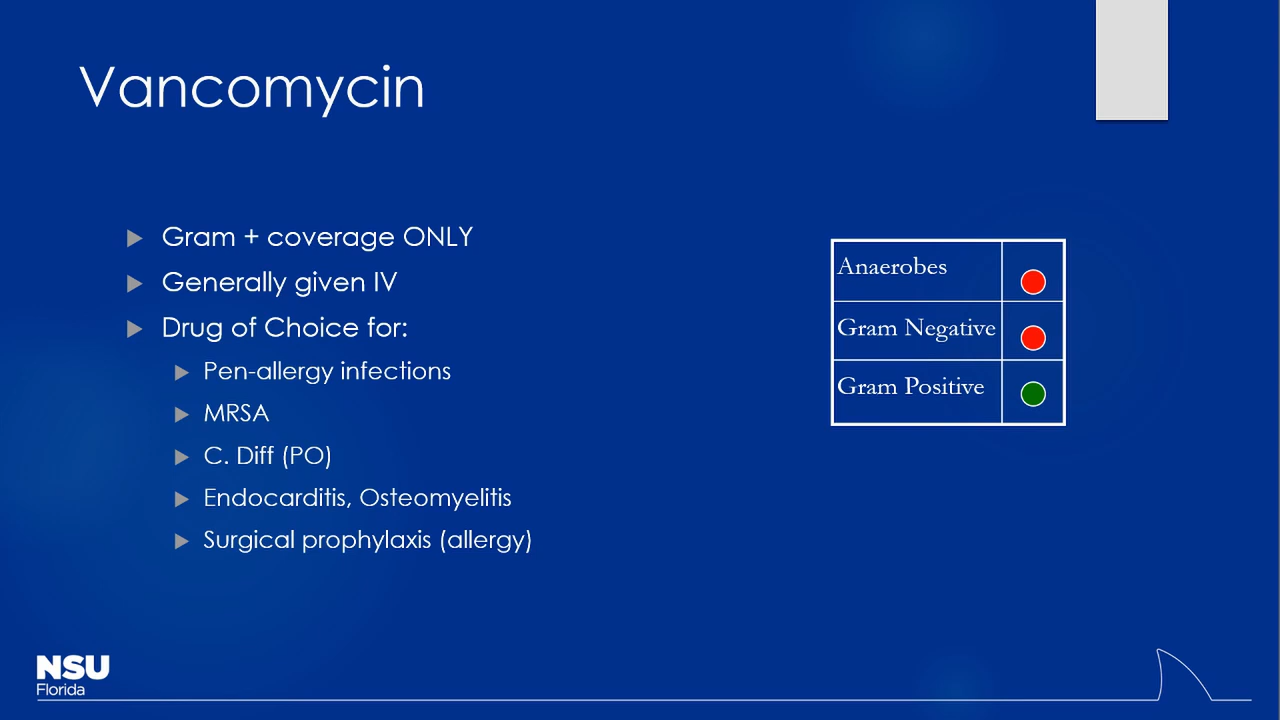 Vancomycin
Gram + coverage ONLY
Generally given IV
Drug of Choice for:
Pen-allergy infections
MRSA
C. Diff (PO)
Endocarditis, Osteomyelitis
Surgical prophylaxis (allergy)
Anaerobes
Gram Negative
Gram Positive
NSU
Florida